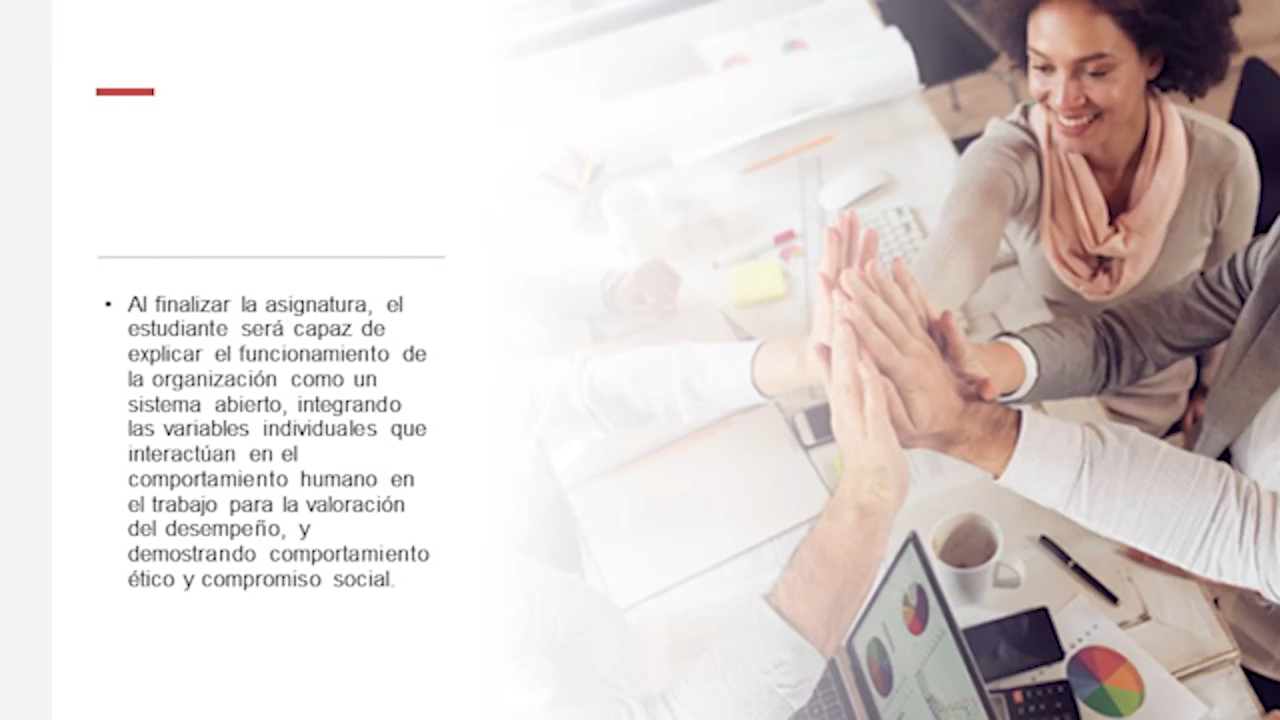 • Al finalizar la asignatura, el
estudiante será capaz de
explicar el funcionamiento de
la organización como un
sistema abierto, integrando
las variables individuales que
interactúan en el
comportamiento humano en
el trabajo para la valoración
del desempeño, y
demostrando comportamiento
ético y compromiso social.